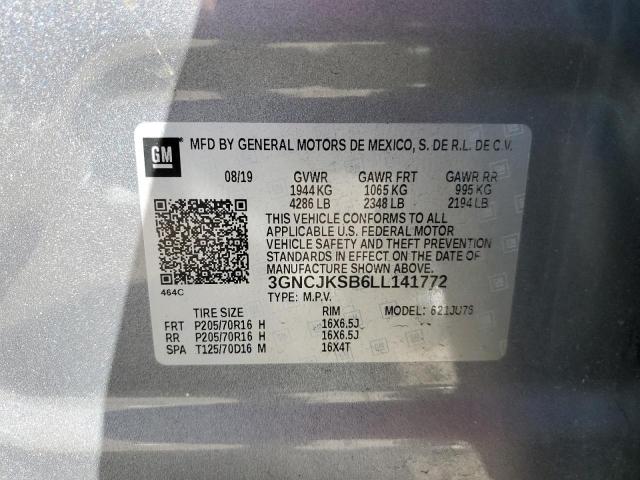 GM
MFD BY GENERAL MOTORS DE MEXICO, S. DE R.L. DE C.V.
08/19 GVWR GAWR FRT GAWR RR
1944 KG 1065 KG 995 KG
4286 LB 2348 LB 2194 LB
THIS VEHICLE CONFORMS TO ALL
APPLICABLE U.S. FEDERAL MOTOR
VEHICLE SAFETY AND THEFT PREVENTION
STANDARDS IN EFFECT ON THE DATE OF
MANUFACTURE SHOWN ABOVE.
464C
3GNCJKSB6LL141772
TYPE: M.P.V. MODEL: 621JU76
TIRE SIZE RIM
FRT P205/70R16 H 16X6.5J
RR P205/70R16 H 16X6.5J
SPA T125/70D16 M 16X4T